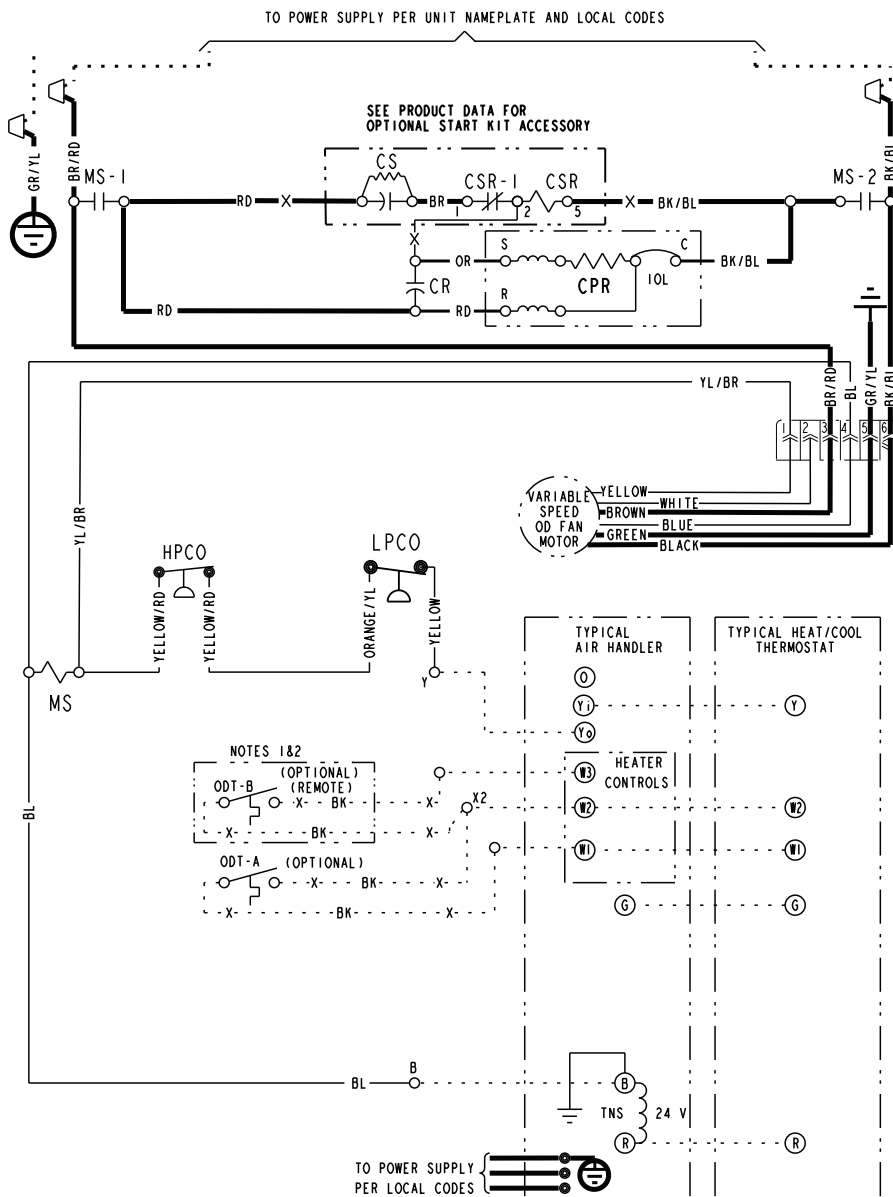 TO POWER SUPPLY PER UNIT NAMEPLATE AND LOCAL CODES
SEE PRODUCT DATA FOR
OPTIONAL START KIT ACCESSORY
GR/YL
BR/RD
BK/BL
MS-1
CS
CSR-1
CSR
MS-2
RD
X
BR
1
2
5
X
BK/BL
X
S
C
OR
BK/BL
CR
CPR
IOL
R
RD
RD
YL/BR
BR/RD
BL
GR/YL
BK/BL
1
2
3
4
5
6
VARIABLE
SPEED
OD FAN
MOTOR
YELLOW
WHITE
BROWN
BLUE
GREEN
BLACK
YL/BR
HPCO
LPCO
YELLOW/RD
YELLOW/RD
ORANGE/YL
YELLOW
MS
Y
TYPICAL
AIR HANDLER
TYPICAL HEAT/COOL
THERMOSTAT
O
Yi
Y
Yo
NOTES 1&2
(OPTIONAL)
ODT-B
(REMOTE)
X
BK
X
X
BK
X
X2
HEATER
CONTROLS
W3
W2
W2
W1
W1
ODT-A
(OPTIONAL)
X
BK
X
X
BK
X
G
G
BL
BL
B
B
TNS
24 V
R
R
TO POWER SUPPLY
PER LOCAL CODES